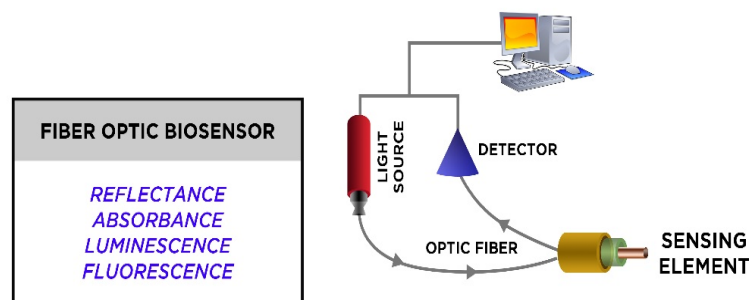 FIBER OPTIC BIOSENSOR
REFLECTANCE
ABSORBANCE
LUMINESCENCE
FLUORESCENCE
LIGHT
SOURCE
DETECTOR
OPTIC FIBER
SENSING
ELEMENT